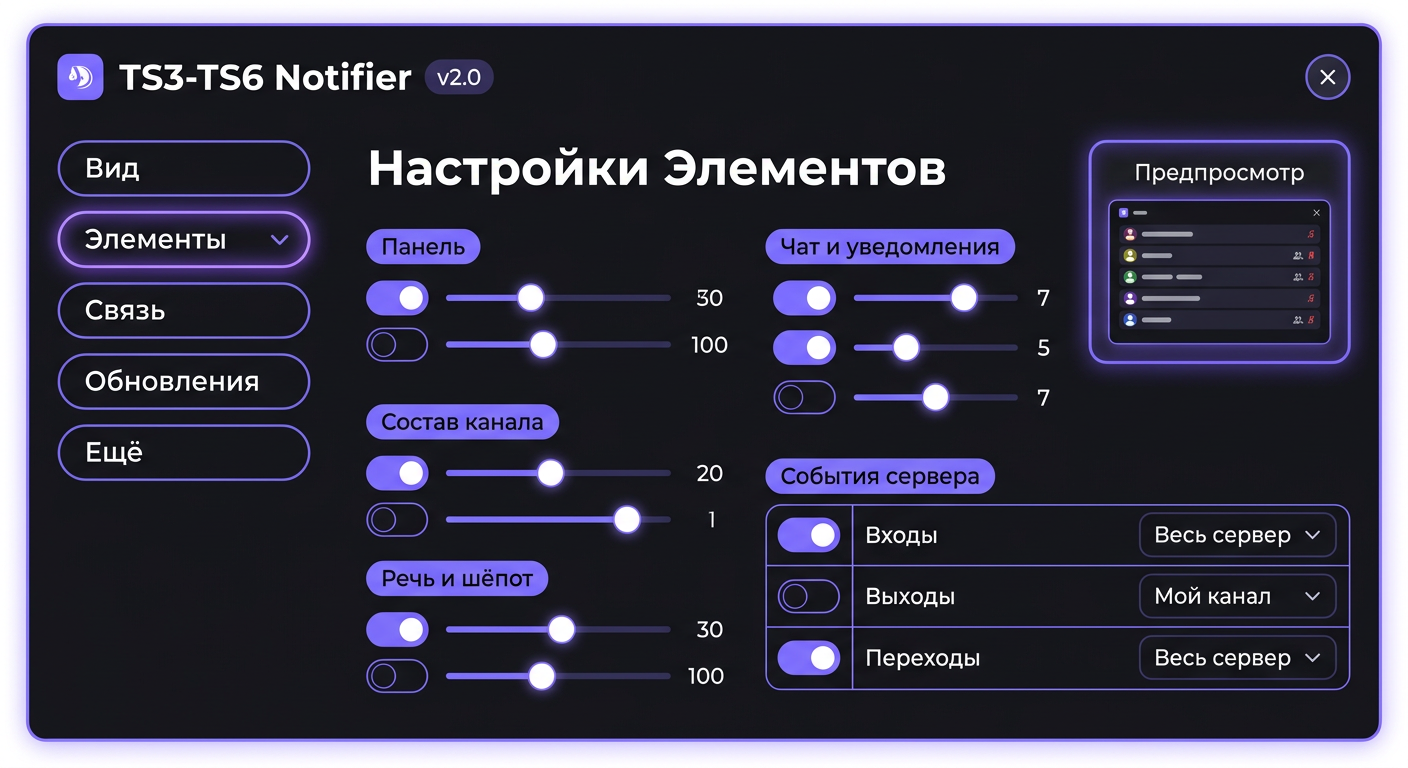 TS3-TS6 Notifier v2.0
Вид
Элементы
Связь
Обновления
Ещё
Настройки Элементов
Панель
30
100
Состав канала
20
1
Речь и шёпот
30
100
Чат и уведомления
7
5
7
События сервера
Входы Весь сервер
Выходы Мой канал
Переходы Весь сервер
Предпросмотр